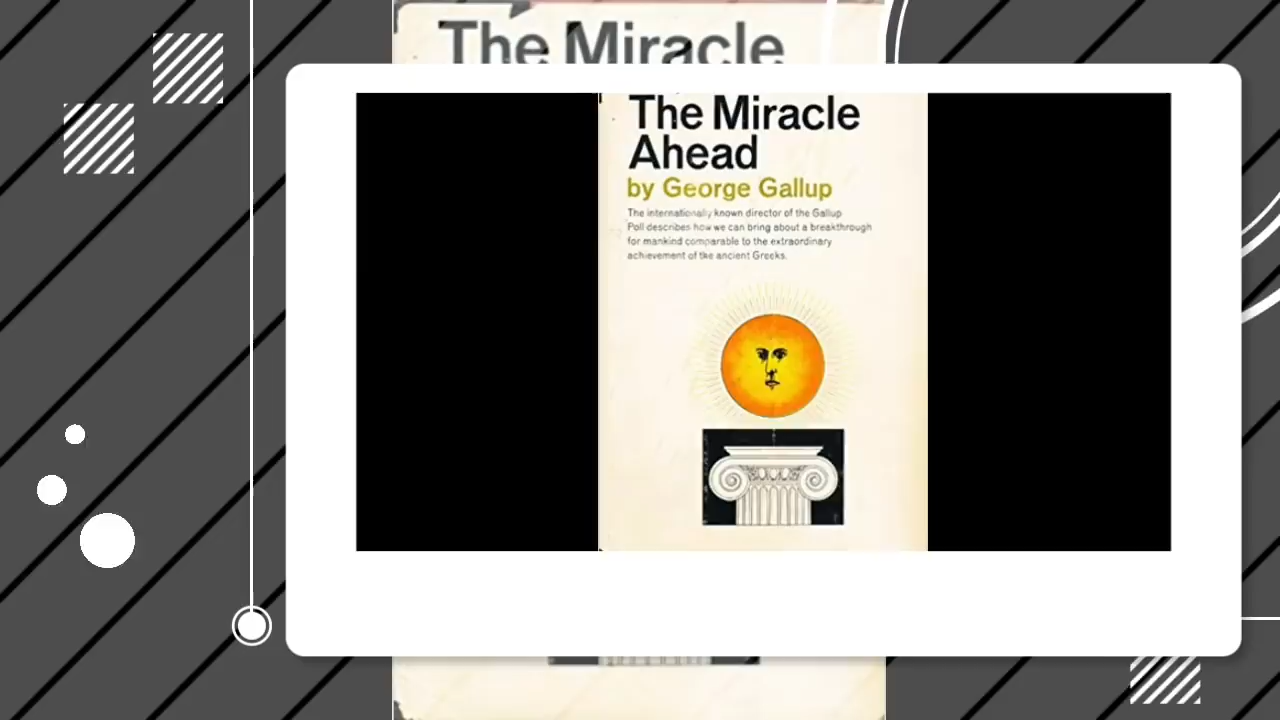 The Miracle
The Miracle
Ahead
by George Gallup
The internationally known director of the Gallup
Poll describes how we can bring about a breakthrough
for mankind comparable to the extraordinary
achievement of the ancient Greeks.